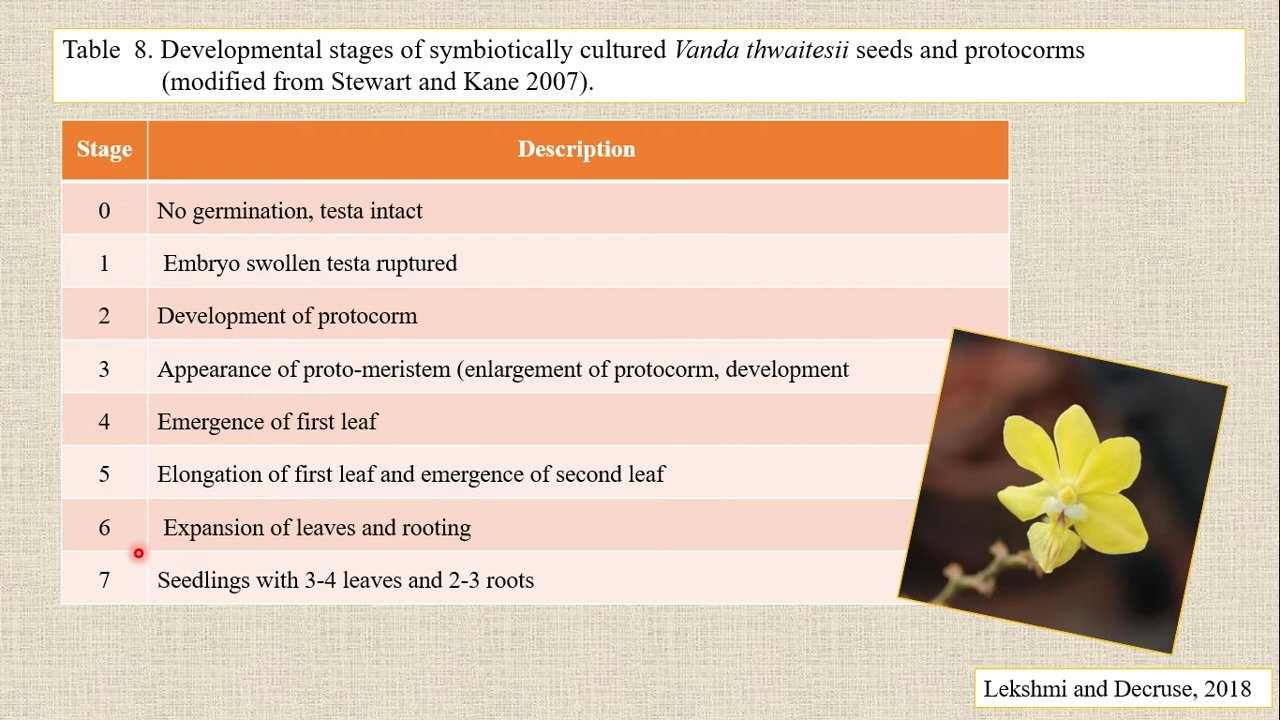 Table 8. Developmental stages of symbiotically cultured Vanda thwaitesii seeds and protocorms
(modified from Stewart and Kane 2007).
Stage Description
0 No germination, testa intact
1 Embryo swollen testa ruptured
2 Development of protocorm
3 Appearance of proto-meristem (enlargement of protocorm, development
4 Emergence of first leaf
5 Elongation of first leaf and emergence of second leaf
6 Expansion of leaves and rooting
7 Seedlings with 3-4 leaves and 2-3 roots
Lekshmi and Decruse, 2018